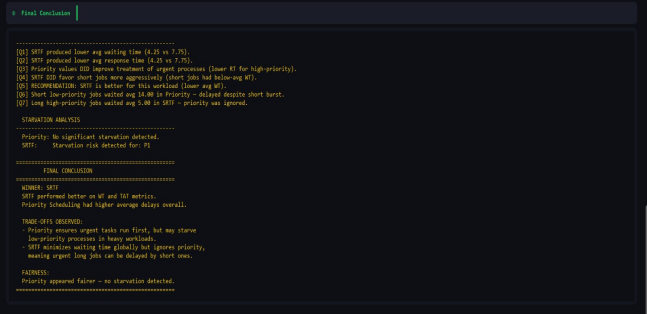 6 Final Conclusion
----------------------------------------------------
[Q1] SRTF produced lower avg waiting time (4.25 vs 7.75).
[Q2] SRTF produced lower avg response time (4.25 vs 7.75).
[Q3] Priority values DID improve treatment of urgent processes (lower RT for high-priority).
[Q4] SRTF DID favor short jobs more aggressively (short jobs had below-avg WT).
[Q5] RECOMMENDATION: SRTF is better for this workload (lower avg WT).
[Q6] Short low-priority jobs waited avg 14.00 in Priority — delayed despite short burst.
[Q7] Long high-priority jobs waited avg 5.00 in SRTF — priority was ignored.
STARVATION ANALYSIS
----------------------------------------------------
Priority: No significant starvation detected.
SRTF: Starvation risk detected for: P1
====================================================
FINAL CONCLUSION
====================================================
WINNER: SRTF
SRTF performed better on WT and TAT metrics.
Priority Scheduling had higher average delays overall.
TRADE-OFFS OBSERVED:
- Priority ensures urgent tasks run first, but may starve
low-priority processes in heavy workloads.
- SRTF minimizes waiting time globally but ignores priority,
meaning urgent long jobs can be delayed by short ones.
FAIRNESS:
Priority appeared fairer — no starvation detected.
====================================================